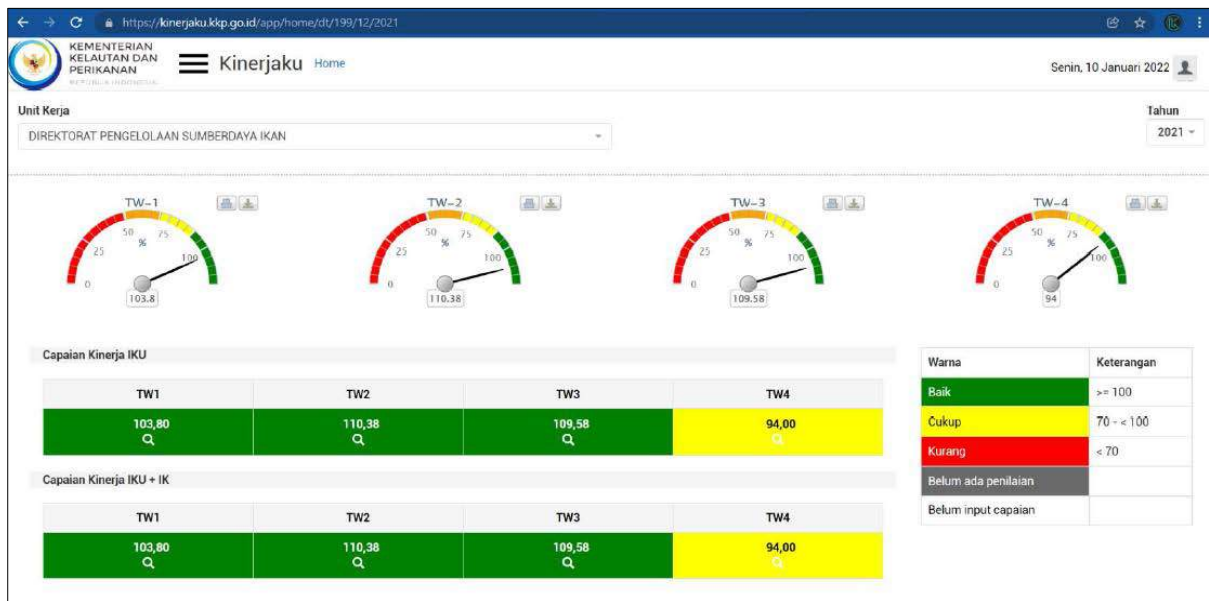 https://kinerjaku.kkp.go.id/app/home/dt/199/12/2021
KEMENTERIAN
KELAUTAN DAN
PERIKANAN
REPUBLIK INDONESIA
Kinerjaku Home
Senin, 10 Januari 2022
Unit Kerja
Tahun
DIREKTORAT PENGELOLAAN SUMBERDAYA IKAN
2021
TW-1
TW-2
TW-3
TW-4
0 25 50 75 100
%
103.8
0 25 50 75 100
%
110.38
0 25 50 75 100
%
109.58
0 25 50 75 100
%
94
Capaian Kinerja IKU
TW1 TW2 TW3 TW4
103,80 110,38 109,58 94,00
Capaian Kinerja IKU + IK
TW1 TW2 TW3 TW4
103,80 110,38 109,58 94,00
Warna Keterangan
Baik >= 100
Cukup 70 - < 100
Kurang < 70
Belum ada penilaian
Belum input capaian